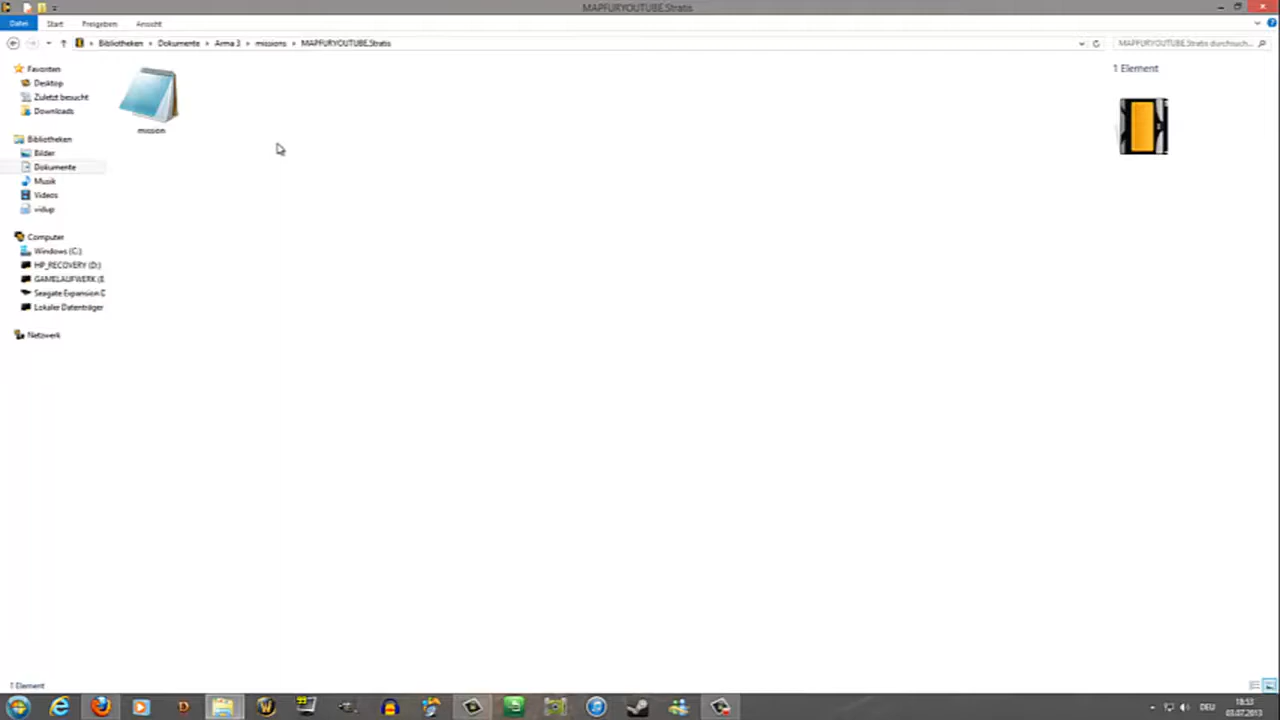 MAPFURYOUTUBE.Stratis
Datei Start Freigeben Ansicht
Bibliotheken Dokumente Arma 3 missions MAPFURYOUTUBE.Stratis
MAPFURYOUTUBE.Stratis durchsuch...
Favoriten
Desktop
Zuletzt besucht
Downloads
Bibliotheken
Bilder
Dokumente
Musik
Videos
vidup
Computer
Windows (C:)
HP_RECOVERY (D:)
GAMELAUFWERK (E
Seagate Expansion D
Lokaler Datenträger
Netzwerk
mission
1 Element
1 Element
DEU
18:53
03.07.2013